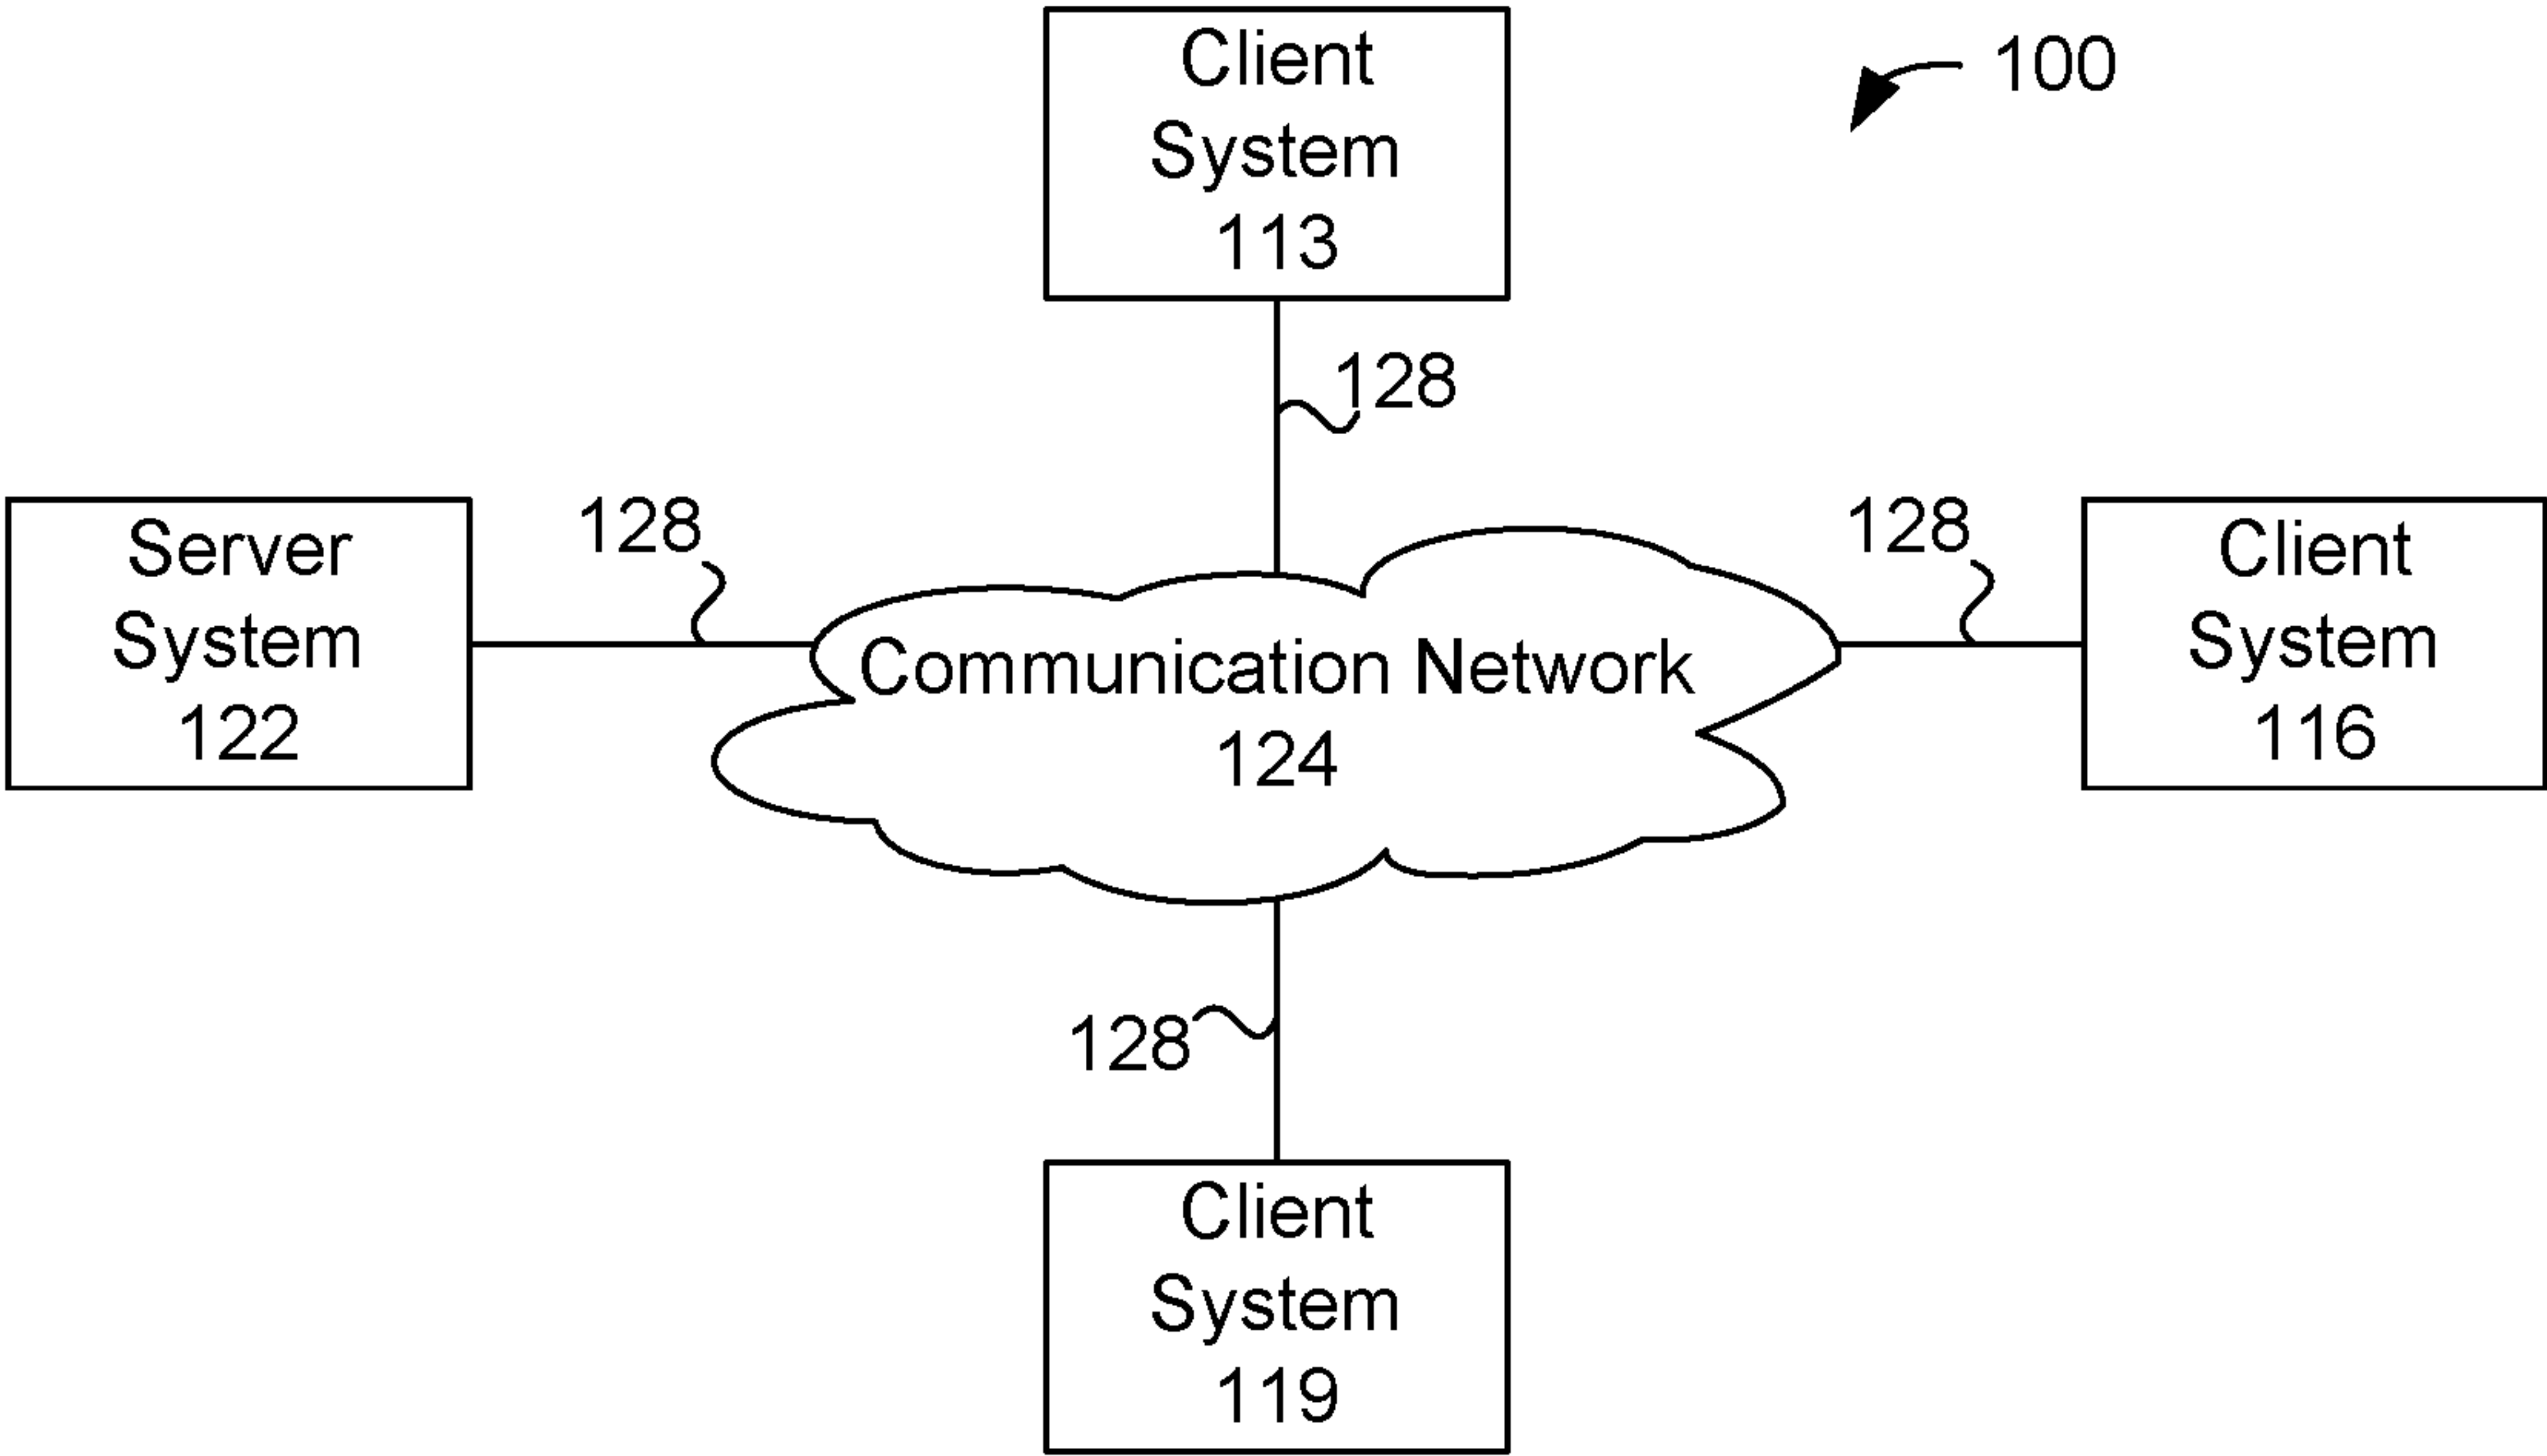 Client
System
113
100
128
Server
System
122
128
Communication Network
124
128
Client
System
116
128
Client
System
119